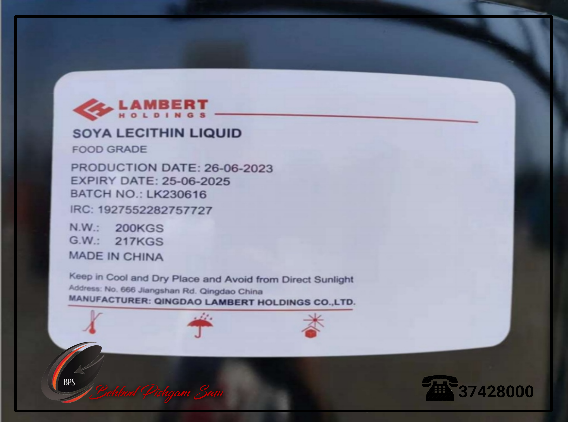 LAMBERT
HOLDINGS
SOYA LECITHIN LIQUID
FOOD GRADE
PRODUCTION DATE: 26-06-2023
EXPIRY DATE: 25-06-2025
BATCH NO.: LK230616
IRC: 1927552282757727
N.W.: 200KGS
G.W.: 217KGS
MADE IN CHINA
Keep in Cool and Dry Place and Avoid from Direct Sunlight
Address: No. 666 Jiangshan Rd. Qingdao China
MANUFACTURER: QINGDAO LAMBERT HOLDINGS CO.,LTD.
BPS
37428000